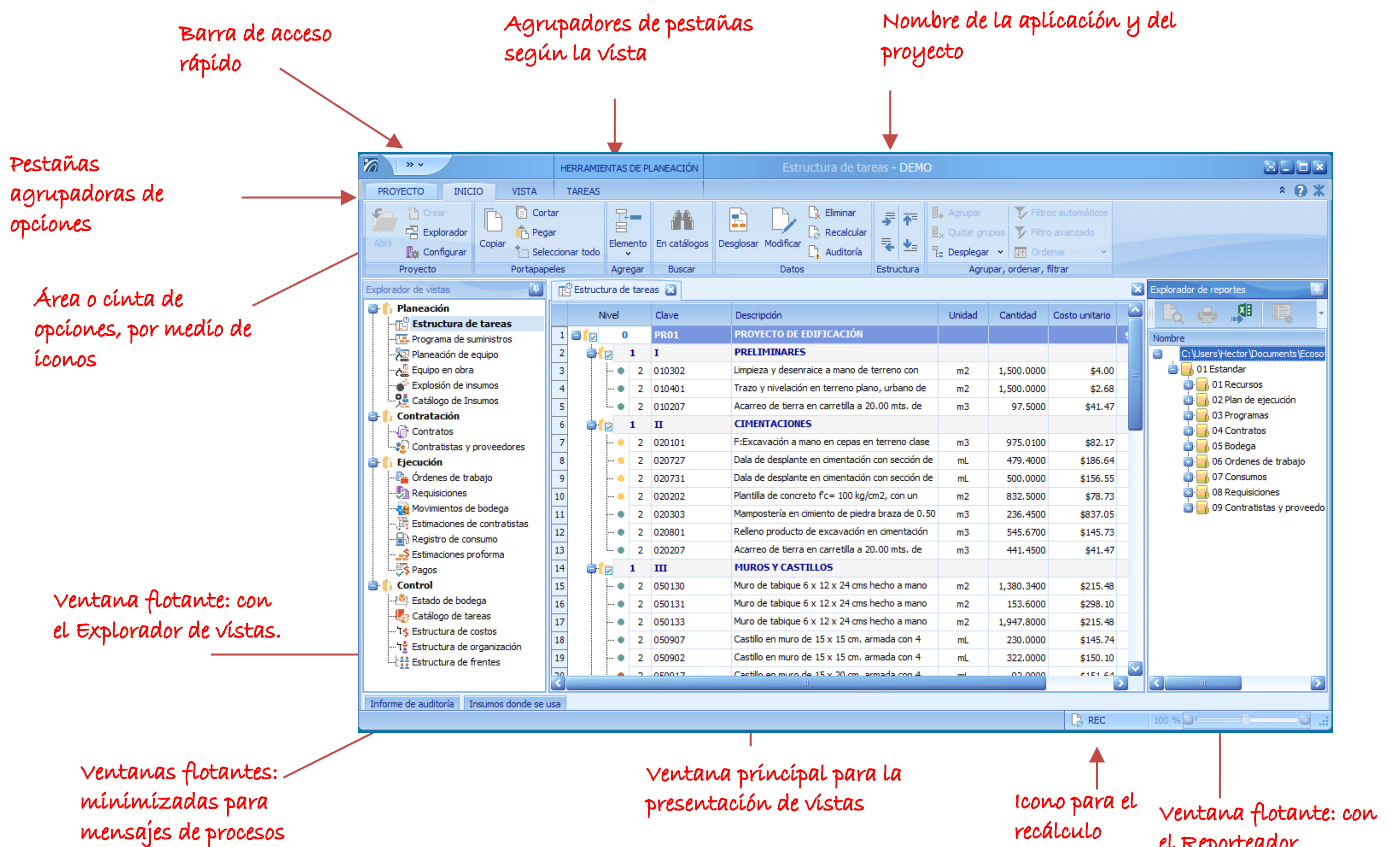 Barra de acceso
rápido
Agrupadores de pestañas
según la vista
Nombre de la aplicación y del
proyecto
Pestañas
agrupadoras de
opciones
Área o cinta de
opciones, por medio de
íconos
Ventana flotante: con
el Explorador de vistas.
HERRAMIENTAS DE PLANEACIÓN
Estructura de tareas - DEMO
PROYECTO INICIO VISTA TAREAS
Abrir
Crear
Explorador
Configurar
Proyecto
Copiar
Cortar
Pegar
Seleccionar todo
Portapapeles
Elemento
Agregar
En catálogos
Buscar
Desglosar
Modificar
Eliminar
Recalcular
Auditoría
Datos
Estructura
Agrupar
Quitar grupos
Desplegar
Filtros automáticos
Filtro avanzado
Ordenar
Agrupar, ordenar, filtrar
Explorador de vistas
Planeación
Estructura de tareas
Programa de suministros
Planeación de equipo
Equipo en obra
Explosión de insumos
Catálogo de Insumos
Contratación
Contratos
Contratistas y proveedores
Ejecución
Órdenes de trabajo
Requisiciones
Movimientos de bodega
Estimaciones de contratistas
Registro de consumo
Estimaciones proforma
Pagos
Control
Estado de bodega
Catálogo de tareas
Estructura de costos
Estructura de organización
Estructura de frentes
Estructura de tareas
Nivel Clave Descripción Unidad Cantidad Costo unitario
1 0 PR01 PROYECTO DE EDIFICACIÓN
2 1 I PRELIMINARES
3 2 010302 Limpieza y desenraice a mano de terreno con m2 1,500.0000 $4.00
4 2 010401 Trazo y nivelación en terreno plano, urbano de m2 1,500.0000 $2.68
5 2 010207 Acarreo de tierra en carretilla a 20.00 mts. de m3 97.5000 $41.47
6 1 II CIMENTACIONES
7 2 020101 F:Excavación a mano en cepas en terreno clase m3 975.0100 $82.17
8 2 020727 Dala de desplante en cimentación con sección de mL 479.4000 $186.64
9 2 020731 Dala de desplante en cimentación con sección de mL 500.0000 $156.55
10 2 020202 Plantilla de concreto f'c= 100 kg/cm2, con un m2 832.5000 $78.73
11 2 020303 Mampostería en cimiento de piedra braza de 0.50 m3 236.4500 $837.05
12 2 020801 Relleno producto de excavación en cimentación m3 545.6700 $145.73
13 2 020207 Acarreo de tierra en carretilla a 20.00 mts. de m3 441.4500 $41.47
14 1 III MUROS Y CASTILLOS
15 2 050130 Muro de tabique 6 x 12 x 24 cms hecho a mano m2 1,380.3400 $215.48
16 2 050131 Muro de tabique 6 x 12 x 24 cms hecho a mano m2 153.6000 $298.10
17 2 050133 Muro de tabique 6 x 12 x 24 cms hecho a mano m2 1,947.8000 $215.48
18 2 050907 Castillo en muro de 15 x 15 cm. armada con 4 mL 230.0000 $145.74
19 2 050902 Castillo en muro de 15 x 15 cm. armada con 4 mL 322.0000 $150.10
20 2 050917 Castillo en muro de 15 x 20 cm. armada con 4 mL 92.0000 $151.64
Explorador de reportes
Nombre
C:\Users\Hector\Documents\Ecoso
01 Estandar
01 Recursos
02 Plan de ejecución
03 Programas
04 Contratos
05 Bodega
06 Ordenes de trabajo
07 Consumos
08 Requisiciones
09 Contratistas y proveedo
Informe de auditoría Insumos donde se usa
REC 100 %
Ventanas flotantes:
minimizadas para
mensajes de procesos
Ventana principal para la
presentación de vistas
Icono para el
recálculo
Ventana flotante: con
el Reporteador